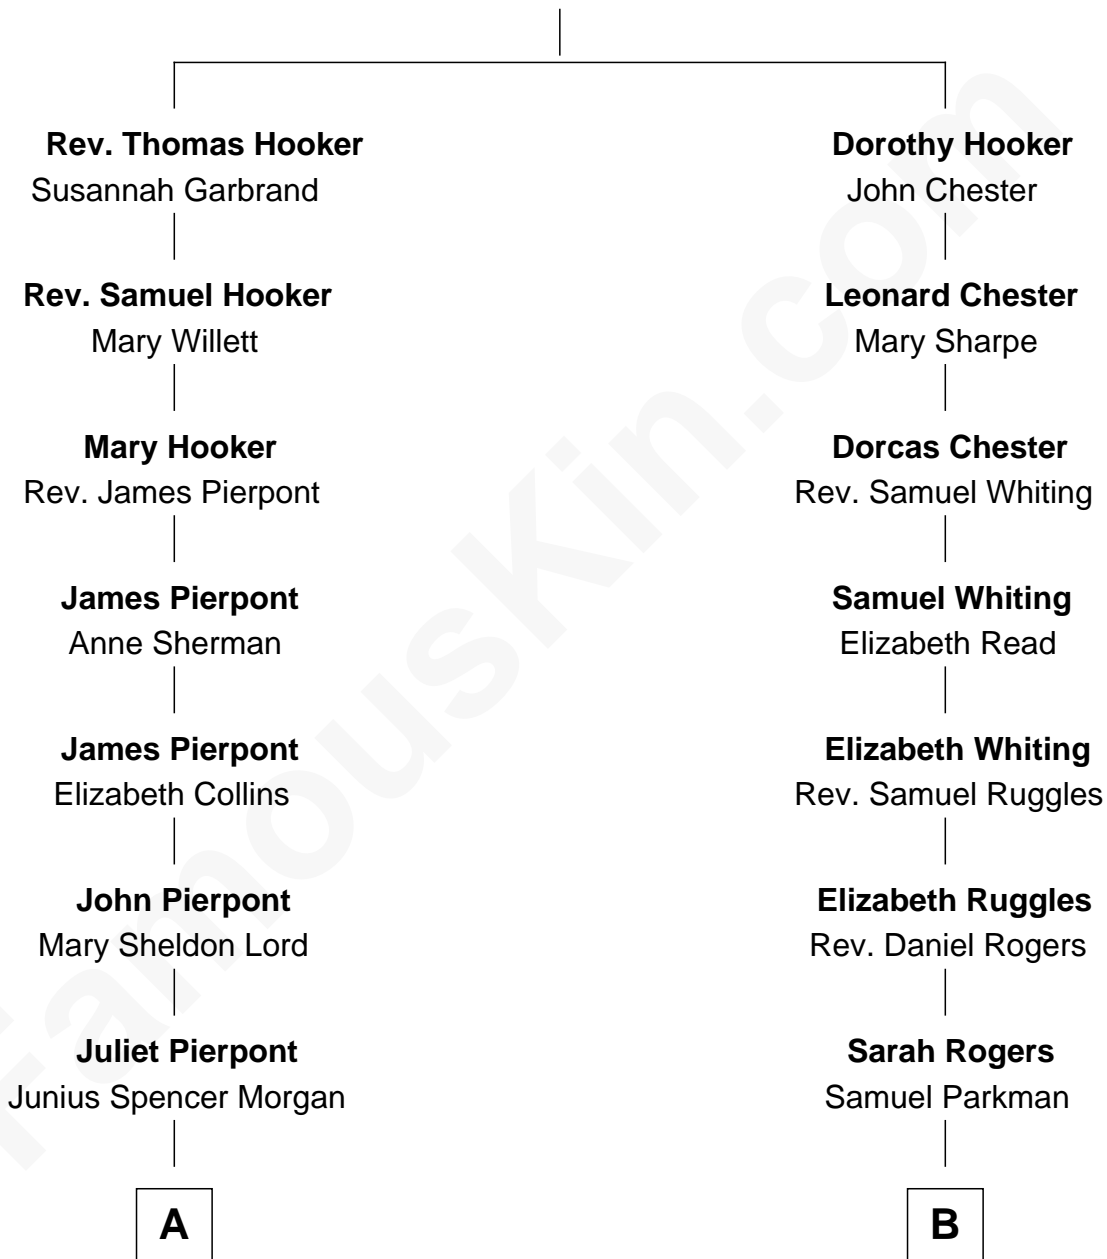 Rev. Thomas Hooker
Susannah Garbrand
Rev. Samuel Hooker
Mary Willett
Mary Hooker
Rev. James Pierpont
James Pierpont
Anne Sherman
James Pierpont
Elizabeth Collins
John Pierpont
Mary Sheldon Lord
Juliet Pierpont
Junius Spencer Morgan
A
Dorothy Hooker
John Chester
Leonard Chester
Mary Sharpe
Dorcas Chester
Rev. Samuel Whiting
Samuel Whiting
Elizabeth Read
Elizabeth Whiting
Rev. Samuel Ruggles
Elizabeth Ruggles
Rev. Daniel Rogers
Sarah Rogers
Samuel Parkman
B
FamousKin.com